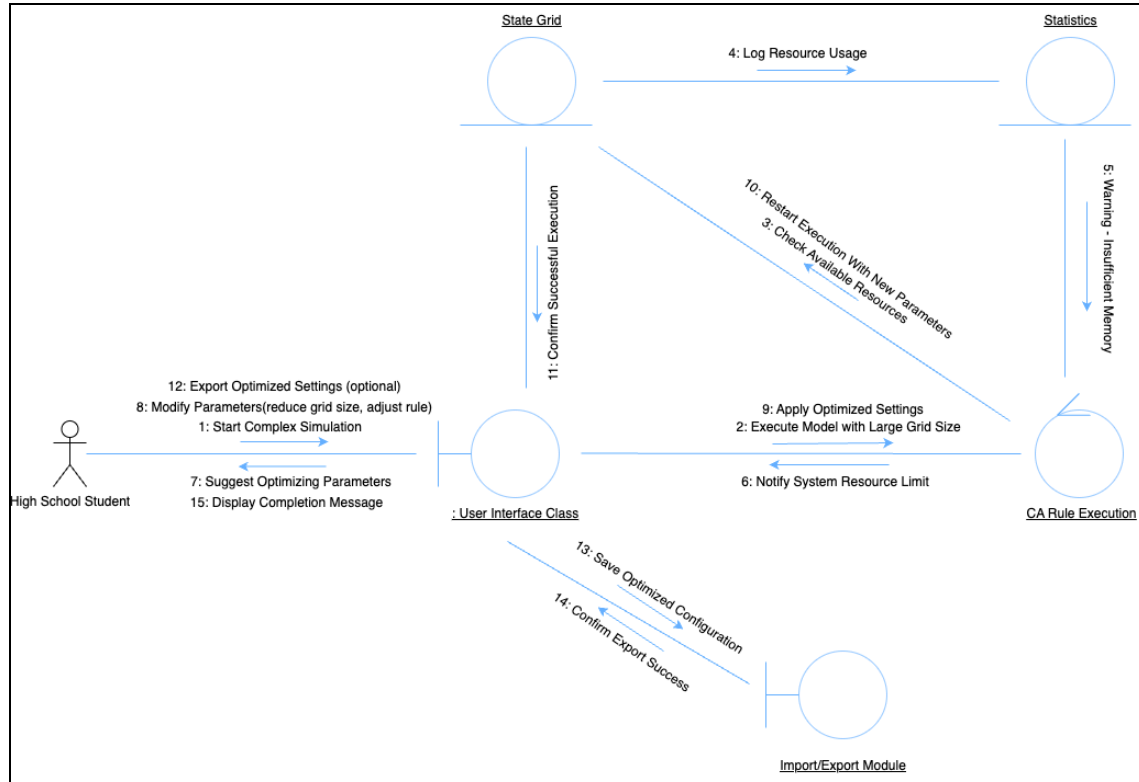 State Grid
Statistics
4: Log Resource Usage
5: Warning - Insufficient Memory
10: Restart Execution With New Parameters
3: Check Available Resources
11: Confirm Successful Execution
12: Export Optimized Settings (optional)
8: Modify Parameters(reduce grid size, adjust rule)
1: Start Complex Simulation
9: Apply Optimized Settings
2: Execute Model with Large Grid Size
7: Suggest Optimizing Parameters
15: Display Completion Message
6: Notify System Resource Limit
High School Student
: User Interface Class
CA Rule Execution
13: Save Optimized Configuration
14: Confirm Export Success
Import/Export Module